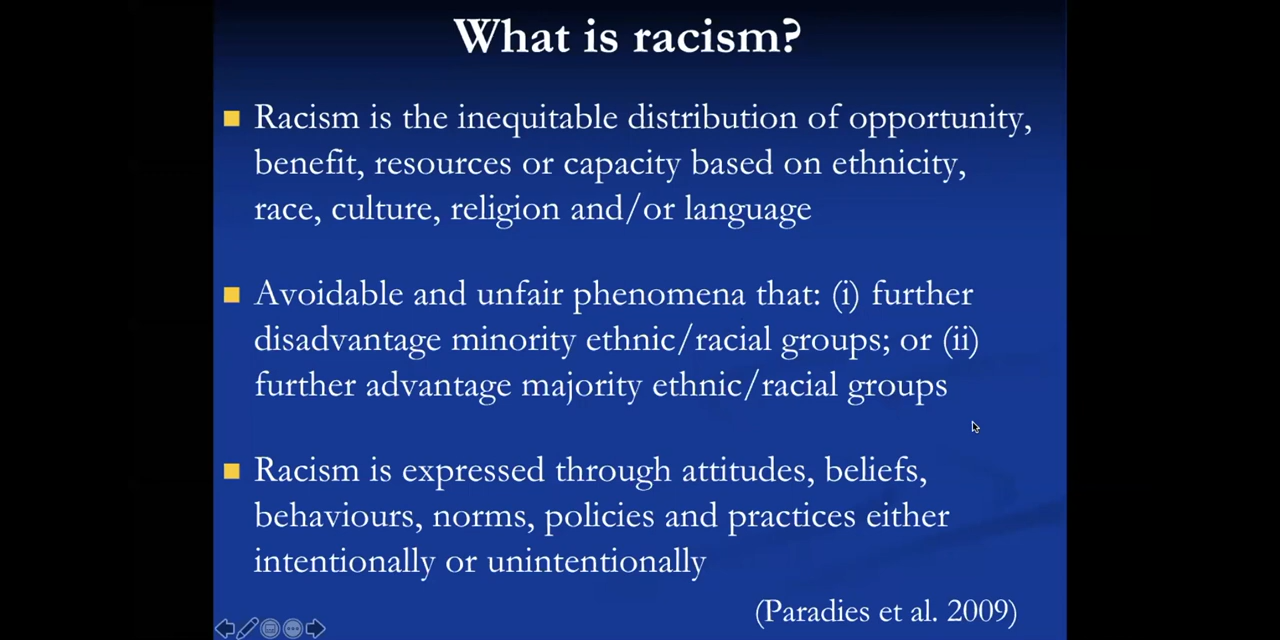 What is racism?
Racism is the inequitable distribution of opportunity,
benefit, resources or capacity based on ethnicity,
race, culture, religion and/or language
Avoidable and unfair phenomena that: (i) further
disadvantage minority ethnic/racial groups; or (ii)
further advantage majority ethnic/racial groups
Racism is expressed through attitudes, beliefs,
behaviours, norms, policies and practices either
intentionally or unintentionally
(Paradies et al. 2009)